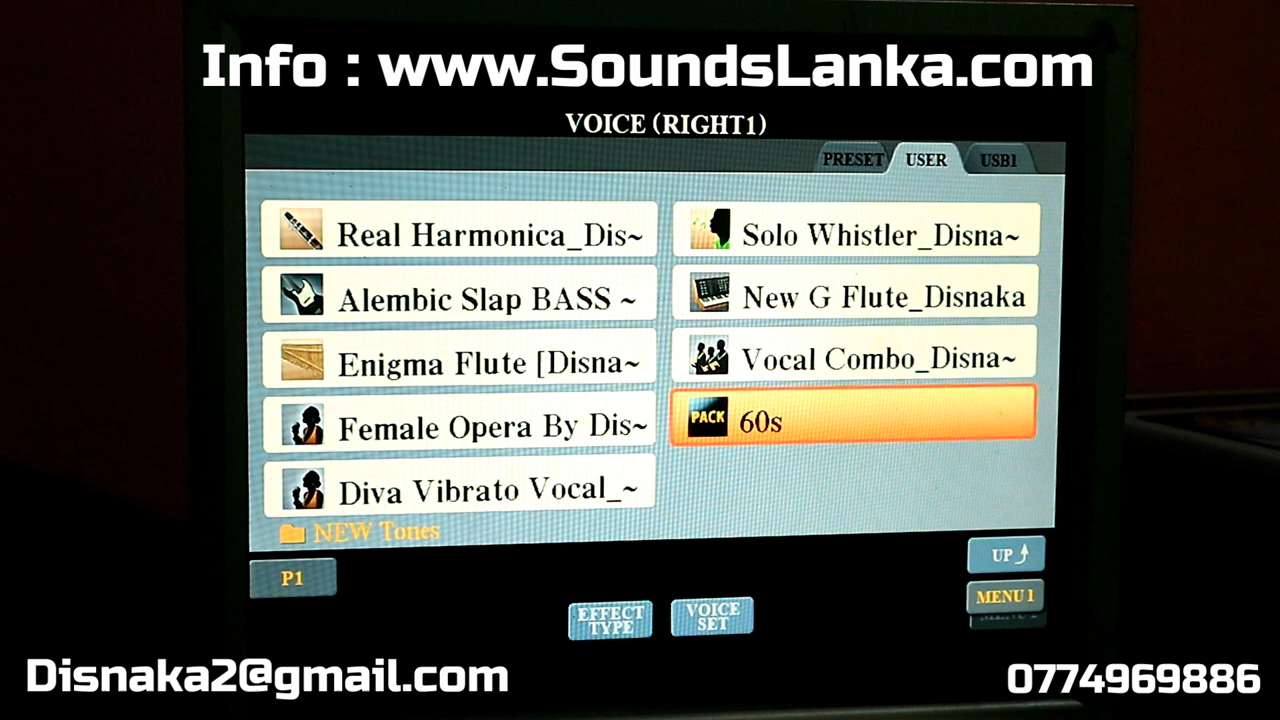 Info : www.SoundsLanka.com
VOICE (RIGHT1)
PRESET USER USB1
Real Harmonica_Dis~
Solo Whistler_Disna~
Alembic Slap BASS ~
New G Flute_Disnaka
Enigma Flute [Disna~
Vocal Combo_Disna~
Female Opera By Dis~
PACK 60s
Diva Vibrato Vocal_~
NEW Tones
UP
P1
MENU 1
EFFECT TYPE
VOICE SET
Disnaka2@gmail.com
0774969886